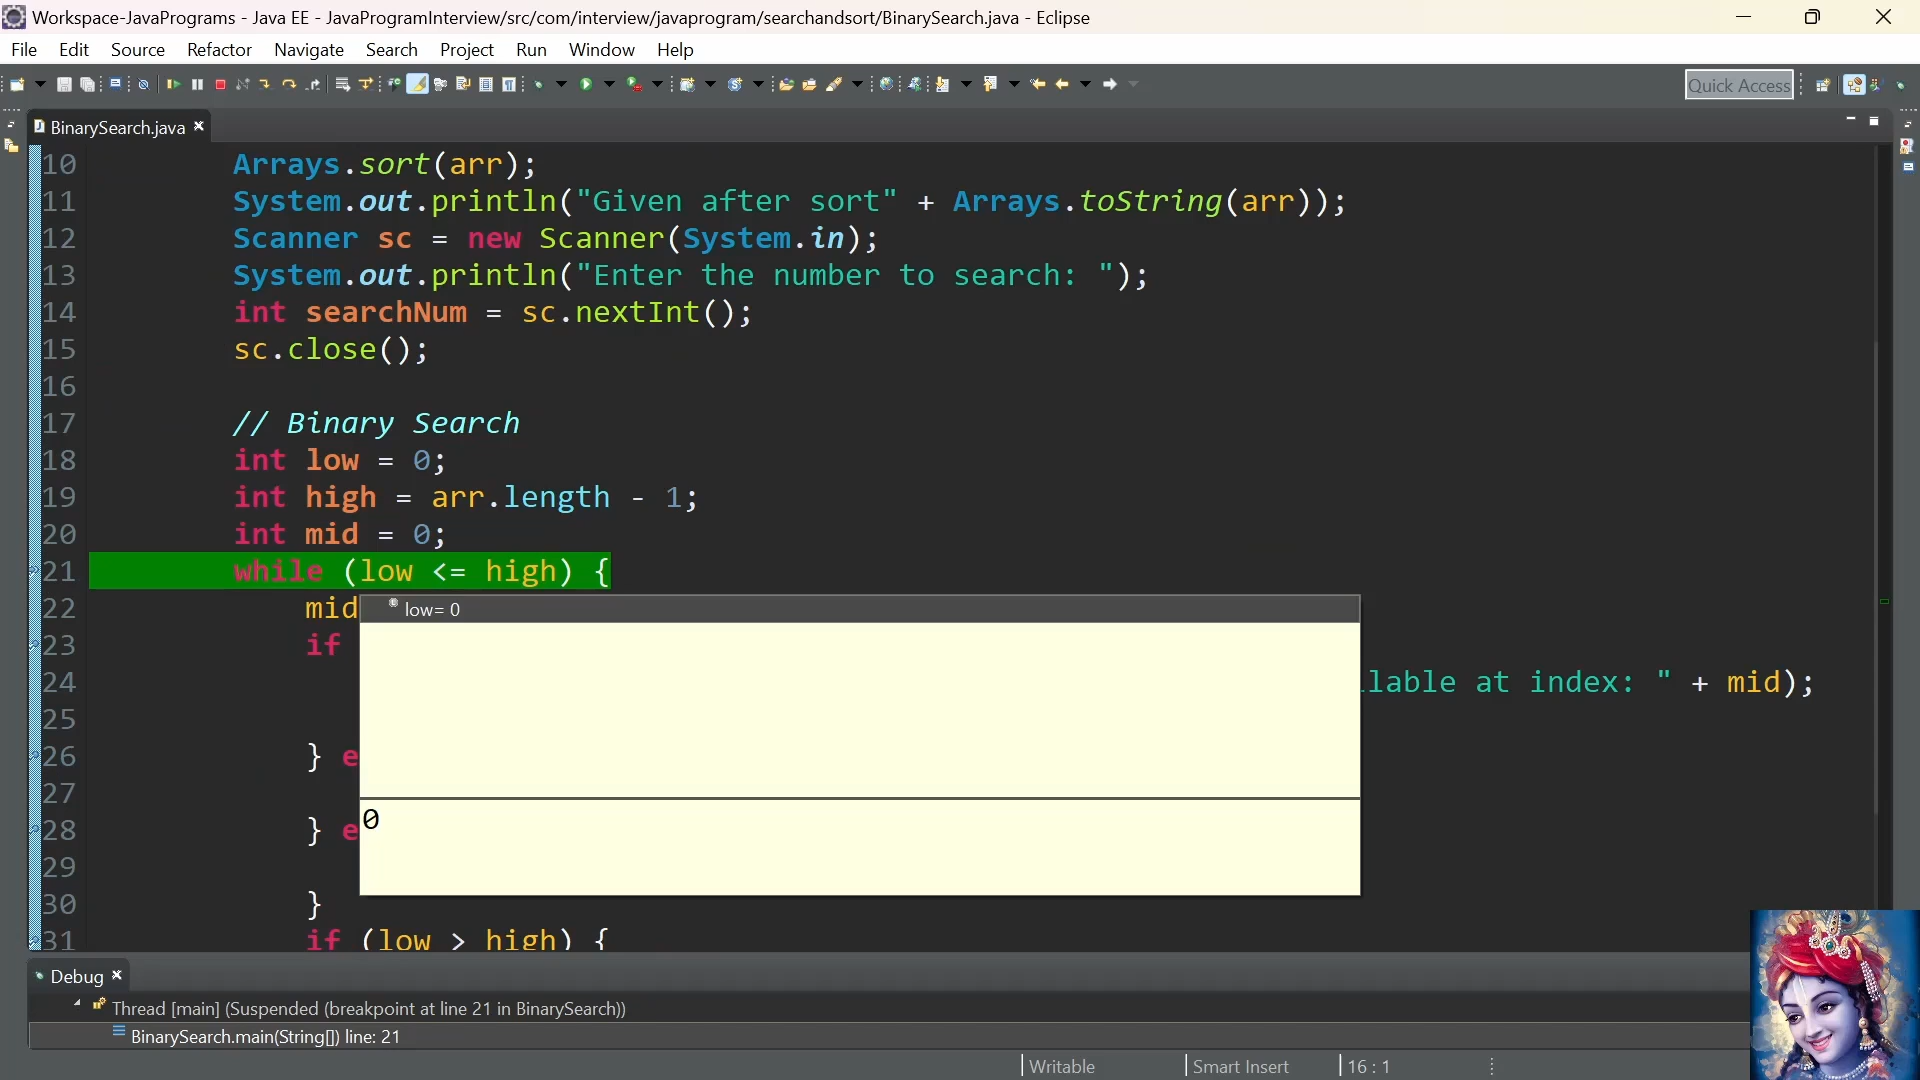 Workspace-JavaPrograms - Java EE - JavaProgramInterview/src/com/interview/javaprogram/searchandsort/BinarySearch.java - Eclipse
File Edit Source Refactor Navigate Search Project Run Window Help
Quick Access
BinarySearch.java
10 Arrays.sort(arr);
11 System.out.println("Given after sort" + Arrays.toString(arr));
12 Scanner sc = new Scanner(System.in);
13 System.out.println("Enter the number to search: ");
14 int searchNum = sc.nextInt();
15 sc.close();
16
17 // Binary Search
18 int low = 0;
19 int high = arr.length - 1;
20 int mid = 0;
21 while (low <= high) {
22 mid
low= 0
23 if
24 lable at index: " + mid);
25
26 } e
27
0
28 } e
29
30 }
31 if (low > high) {
Debug
Thread [main] (Suspended (breakpoint at line 21 in BinarySearch))
BinarySearch.main(String[]) line: 21
Writable Smart Insert 16 : 1